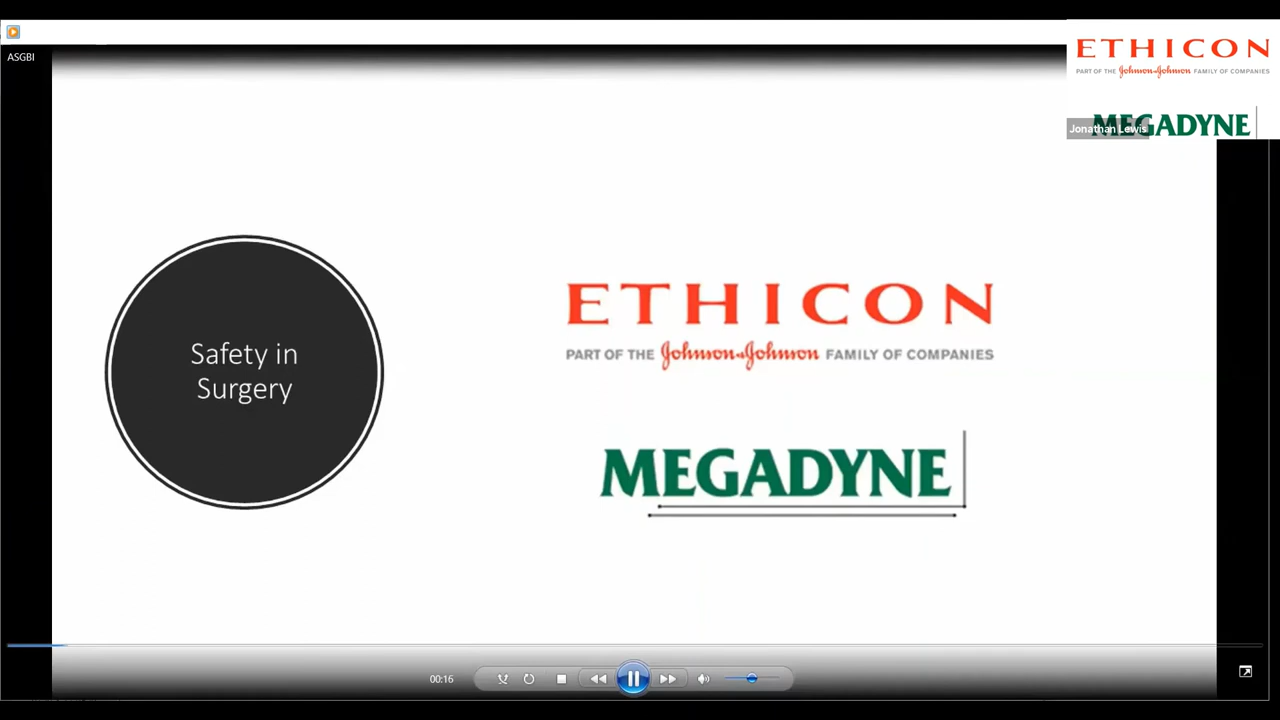 ASGBI
ETHICON
PART OF THE Johnson & Johnson FAMILY OF COMPANIES
MEGADYNE
Jonathan Lewis
Safety in
Surgery
ETHICON
PART OF THE Johnson & Johnson FAMILY OF COMPANIES
MEGADYNE
00:16